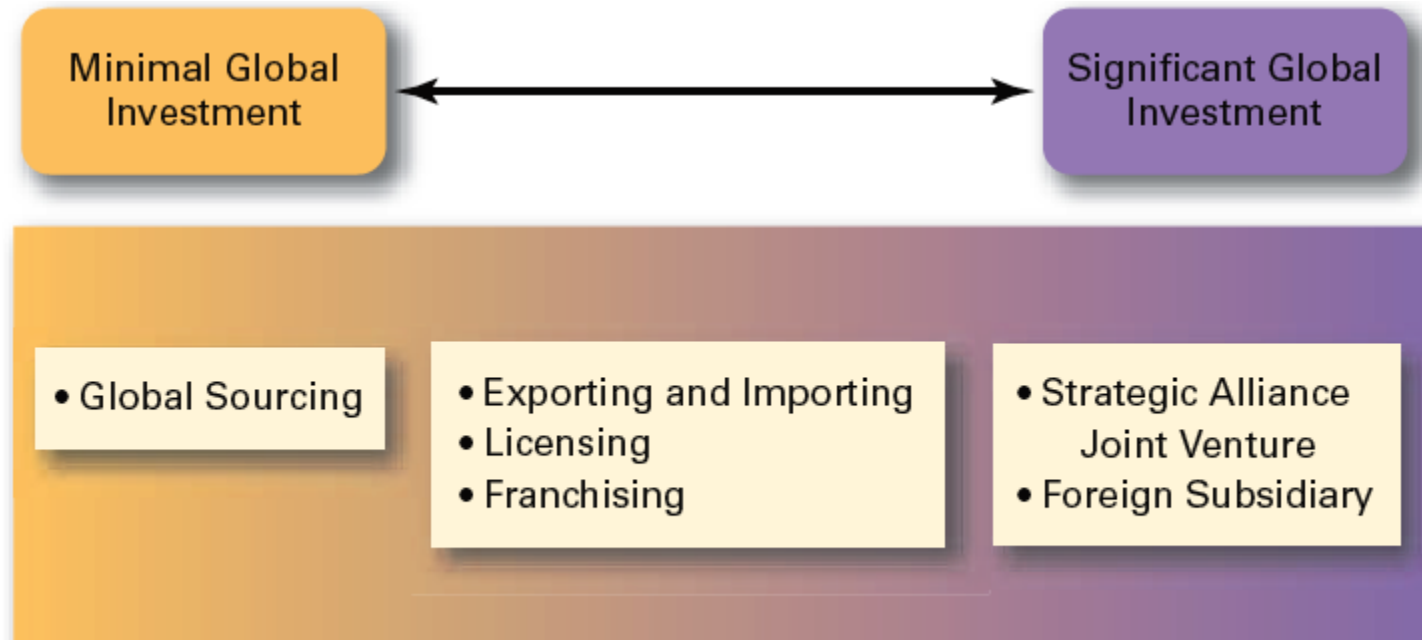 Minimal Global
Investment
Significant Global
Investment
• Global Sourcing
• Exporting and Importing
• Licensing
• Franchising
• Strategic Alliance
Joint Venture
• Foreign Subsidiary